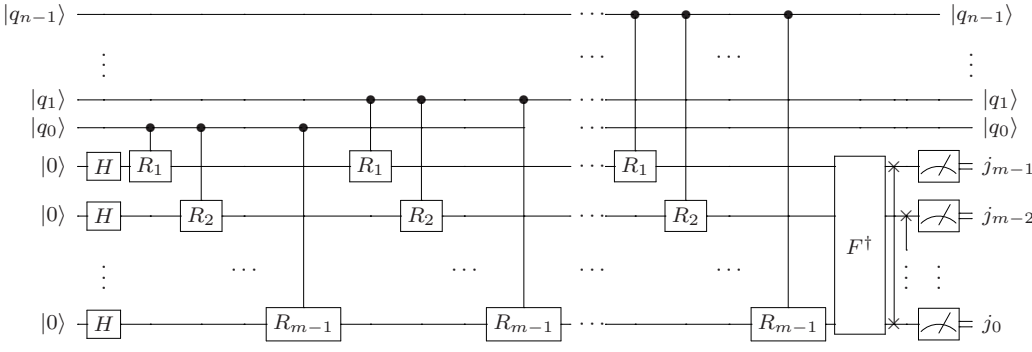 |q_{n-1}⟩ ··· |q_{n-1}⟩
⋮ ··· ··· ⋮
|q_1⟩ ··· |q_1⟩
|q_0⟩ ··· |q_0⟩
|0⟩ H R_1 R_1 ··· R_1 j_{m-1}
|0⟩ H R_2 R_2 ··· R_2 j_{m-2}
F^†
⋮ ··· ··· ··· ··· ⋮ ⋮
|0⟩ H R_{m-1} R_{m-1} ··· R_{m-1} j_0